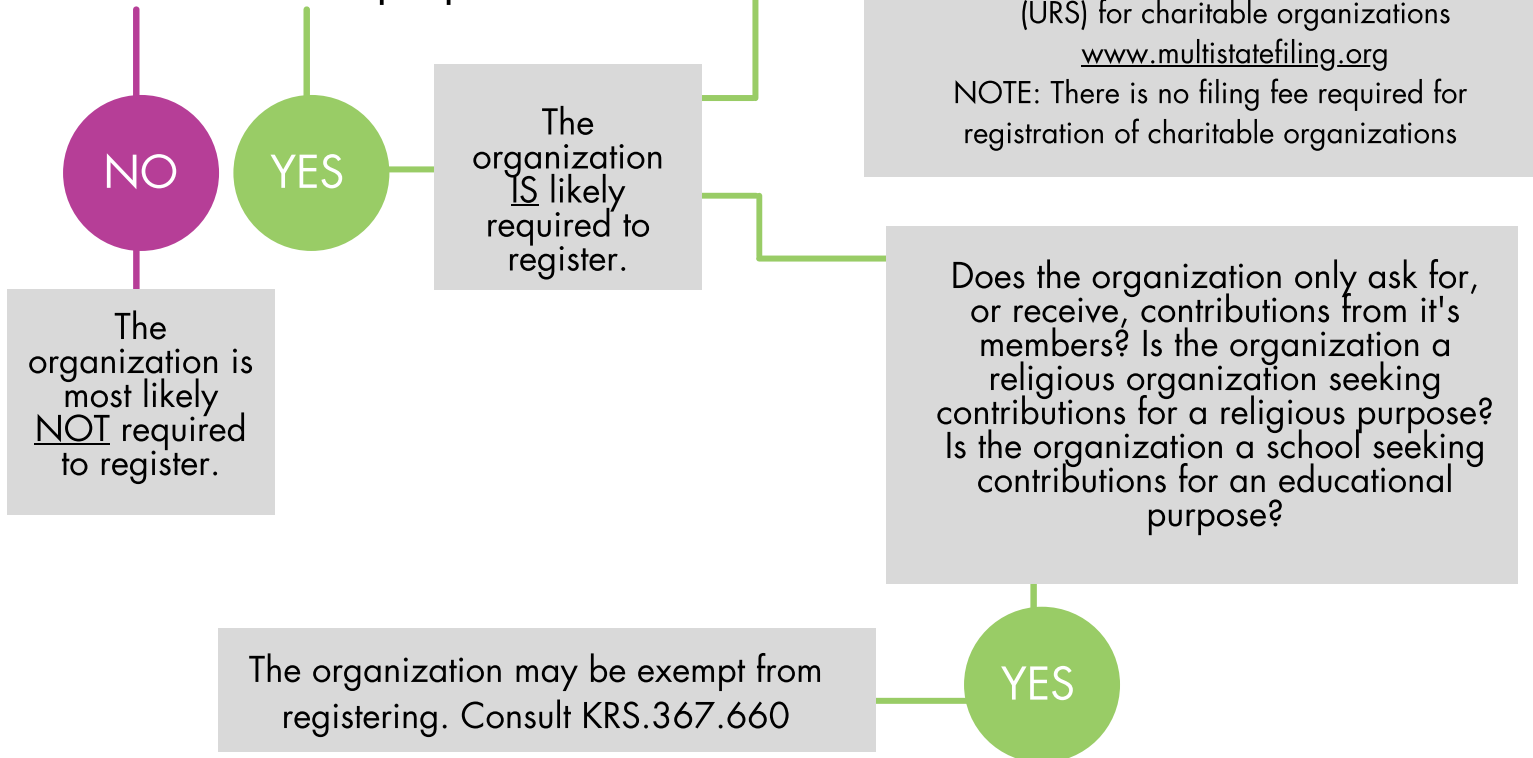 (URS) for charitable organizations
www.multistatefiling.org
NOTE: There is no filing fee required for
registration of charitable organizations
NO
YES
The
organization
IS likely
required to
register.
The
organization is
most likely
NOT required
to register.
Does the organization only ask for,
or receive, contributions from it's
members? Is the organization a
religious organization seeking
contributions for a religious purpose?
Is the organization a school seeking
contributions for an educational
purpose?
YES
The organization may be exempt from
registering. Consult KRS.367.660